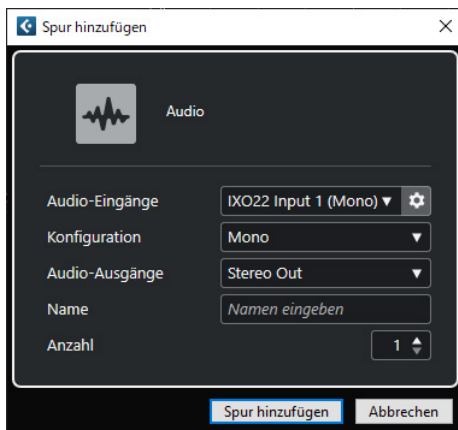 Spur hinzufügen
Audio
Audio-Eingänge IXO22 Input 1 (Mono)
Konfiguration Mono
Audio-Ausgänge Stereo Out
Name Namen eingeben
Anzahl 1
Spur hinzufügen Abbrechen